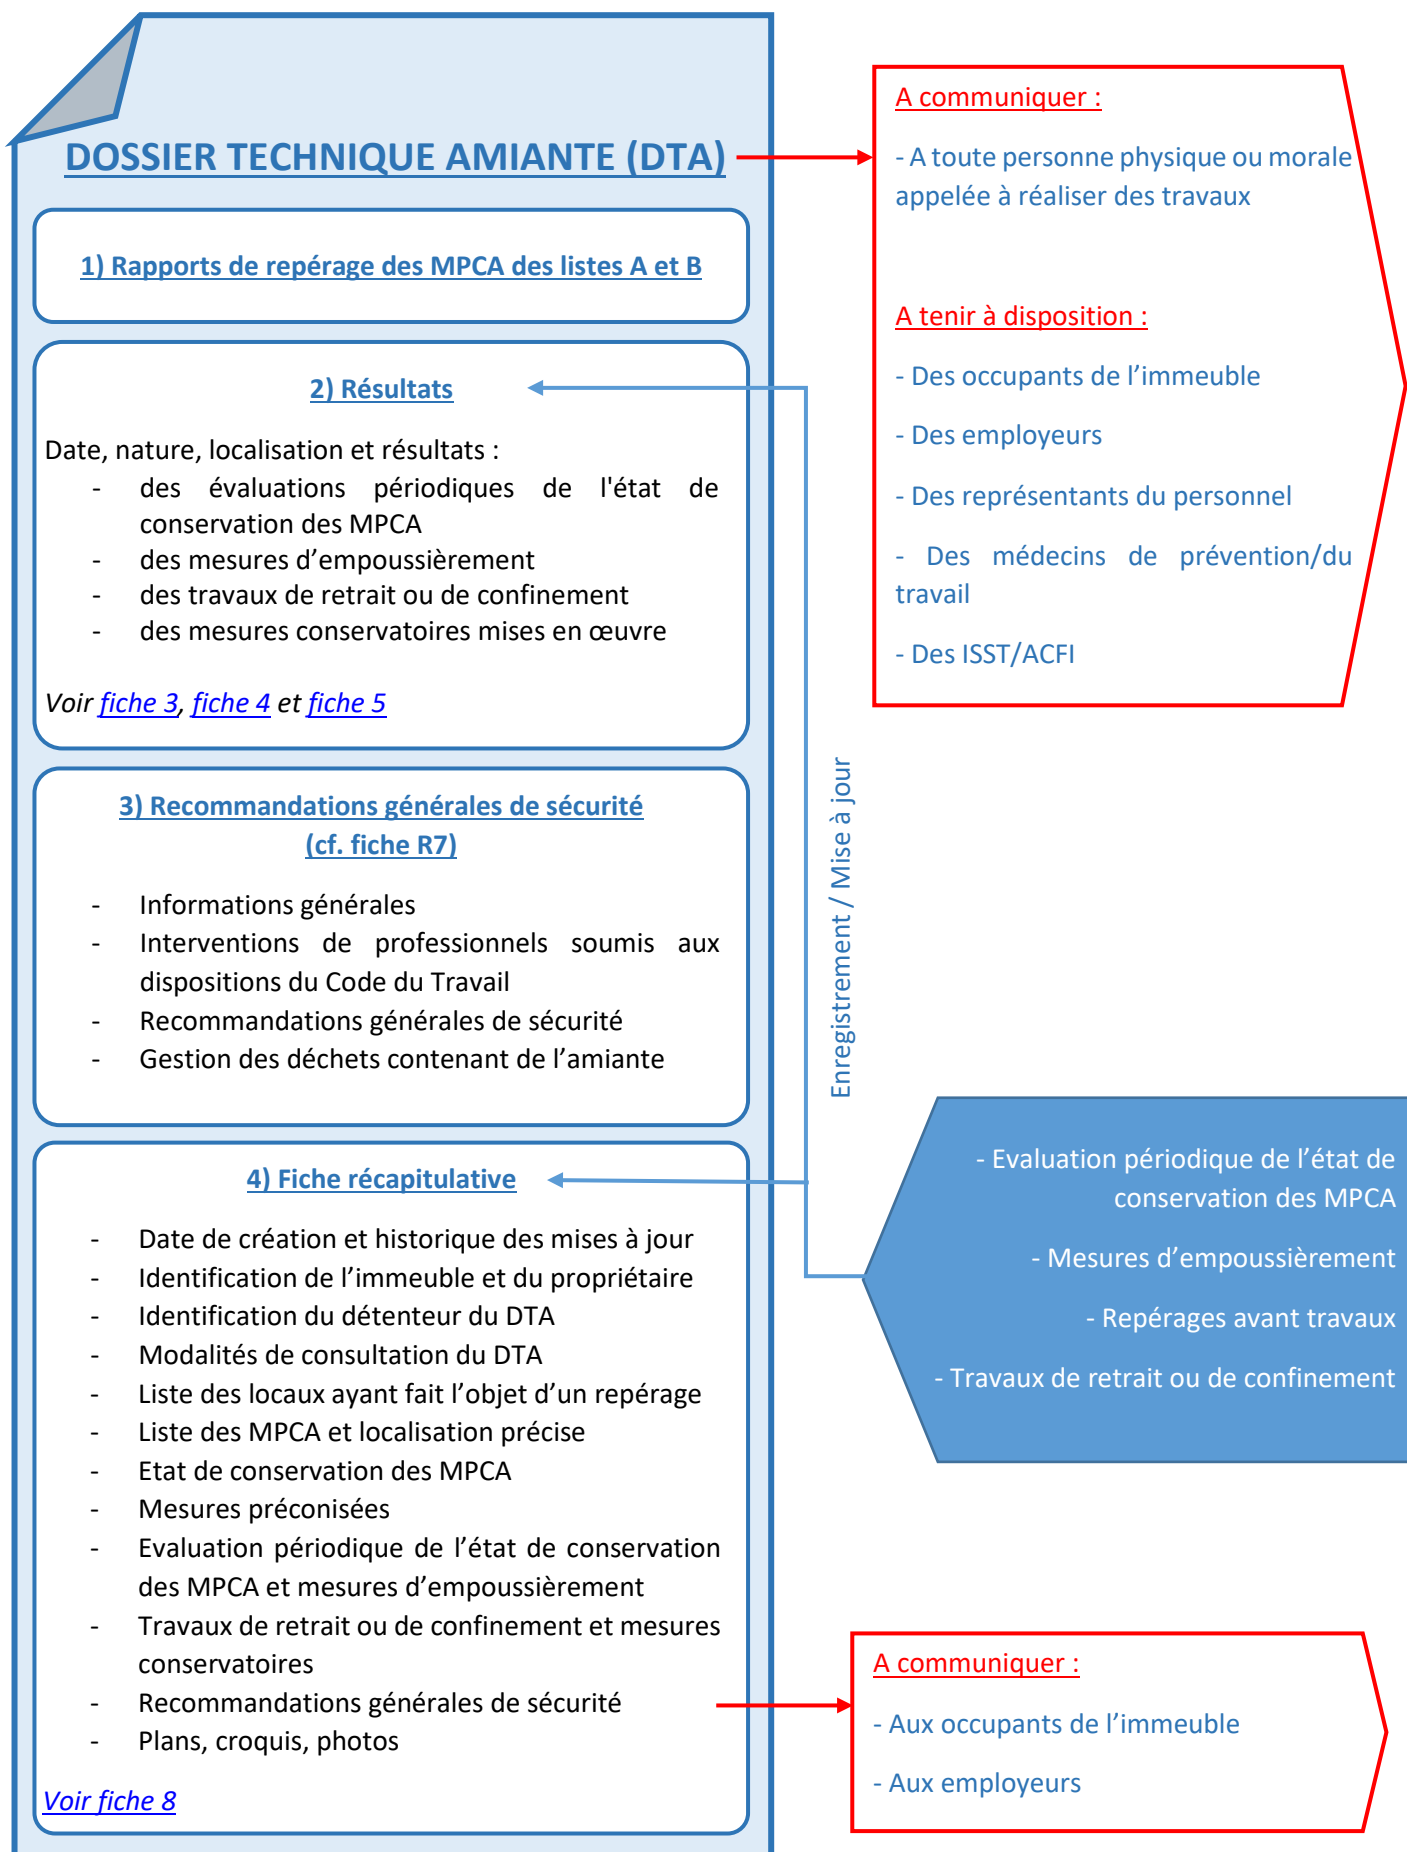 DOSSIER TECHNIQUE AMIANTE (DTA)
1) Rapports de repérage des MPCA des listes A et B
2) Résultats
Date, nature, localisation et résultats :
- des évaluations périodiques de l'état de
conservation des MPCA
- des mesures d’empoussièrement
- des travaux de retrait ou de confinement
- des mesures conservatoires mises en œuvre
Voir fiche 3, fiche 4 et fiche 5
3) Recommandations générales de sécurité
(cf. fiche R7)
- Informations générales
- Interventions de professionnels soumis aux
dispositions du Code du Travail
- Recommandations générales de sécurité
- Gestion des déchets contenant de l’amiante
4) Fiche récapitulative
- Date de création et historique des mises à jour
- Identification de l’immeuble et du propriétaire
- Identification du détenteur du DTA
- Modalités de consultation du DTA
- Liste des locaux ayant fait l’objet d’un repérage
- Liste des MPCA et localisation précise
- Etat de conservation des MPCA
- Mesures préconisées
- Evaluation périodique de l’état de conservation
des MPCA et mesures d’empoussièrement
- Travaux de retrait ou de confinement et mesures
conservatoires
- Recommandations générales de sécurité
- Plans, croquis, photos
Voir fiche 8
A communiquer :
- A toute personne physique ou morale
appelée à réaliser des travaux
A tenir à disposition :
- Des occupants de l’immeuble
- Des employeurs
- Des représentants du personnel
- Des médecins de prévention/du
travail
- Des ISST/ACFI
Enregistrement / Mise à jour
- Evaluation périodique de l’état de
conservation des MPCA
- Mesures d’empoussièrement
- Repérages avant travaux
- Travaux de retrait ou de confinement
A communiquer :
- Aux occupants de l’immeuble
- Aux employeurs